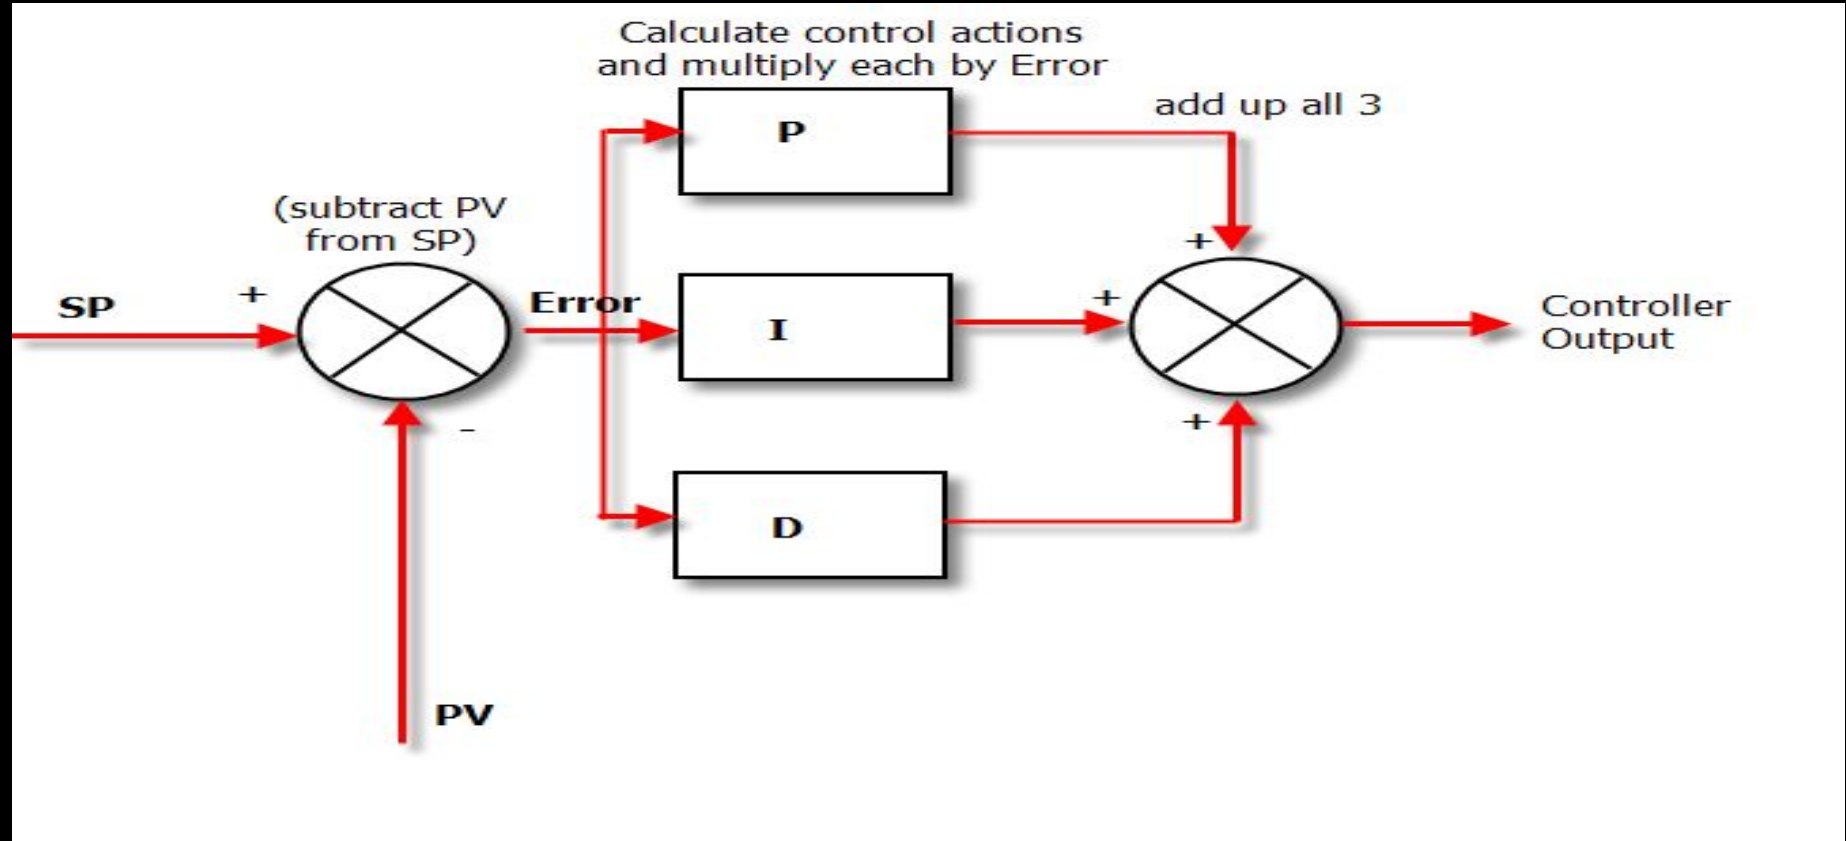 Calculate control actions
and multiply each by Error
add up all 3
P
(subtract PV
from SP)
+
SP
+
Error
I
+
Controller
Output
-
+
D
PV